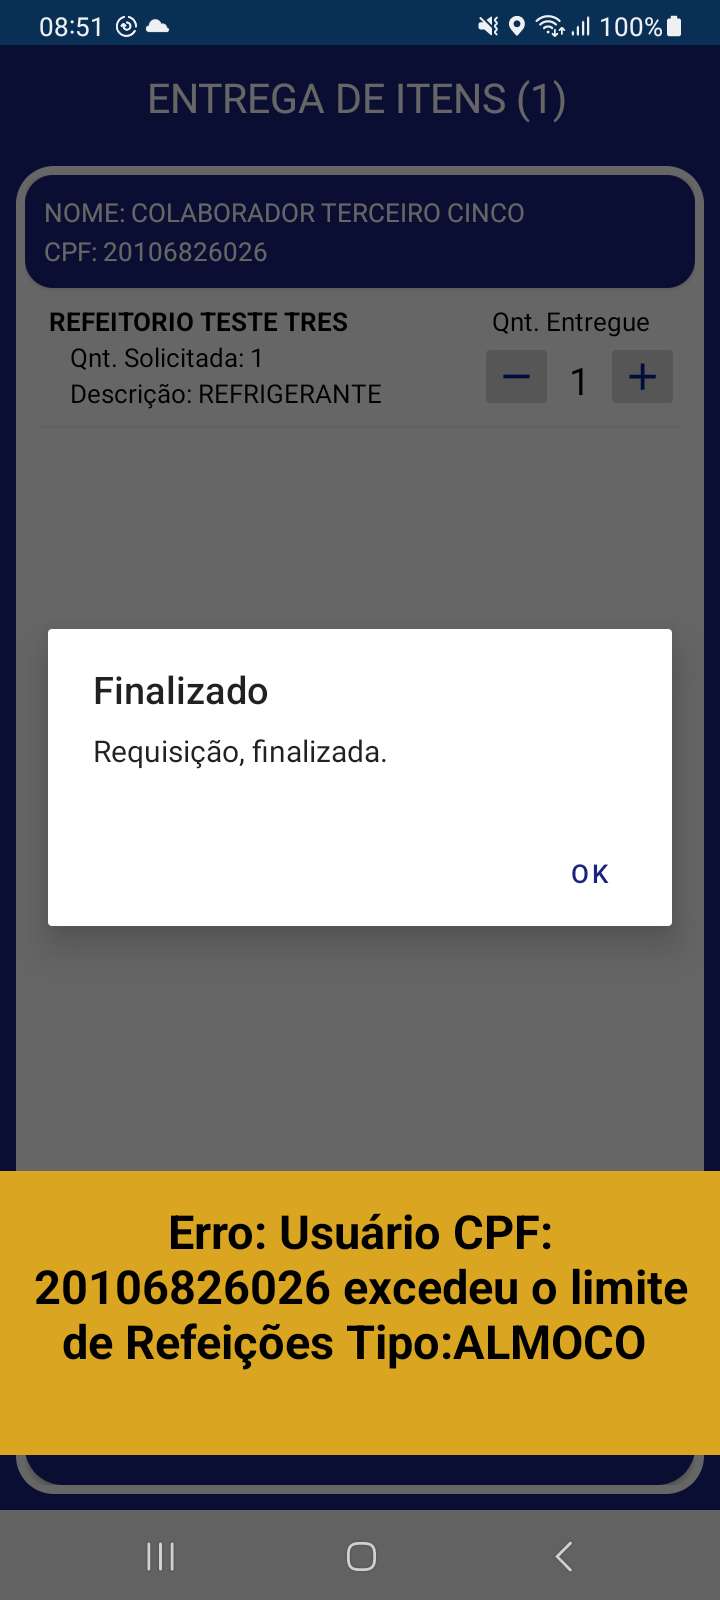 08:51 100%
ENTREGA DE ITENS (1)
NOME: COLABORADOR TERCEIRO CINCO
CPF: 20106826026
REFEITORIO TESTE TRES
Qnt. Entregue
Qnt. Solicitada: 1
1
Descrição: REFRIGERANTE
Finalizado
Requisição, finalizada.
OK
Erro: Usuário CPF:
20106826026 excedeu o limite
de Refeições Tipo:ALMOCO